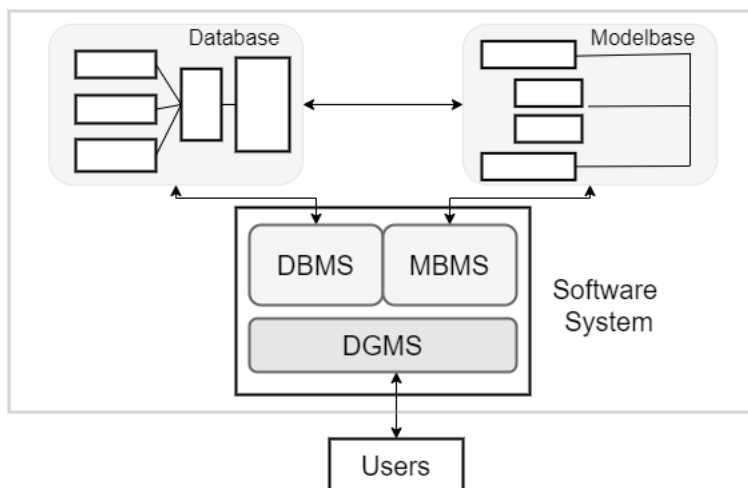 Database
Modelbase
DBMS
MBMS
Software
System
DGMS
Users